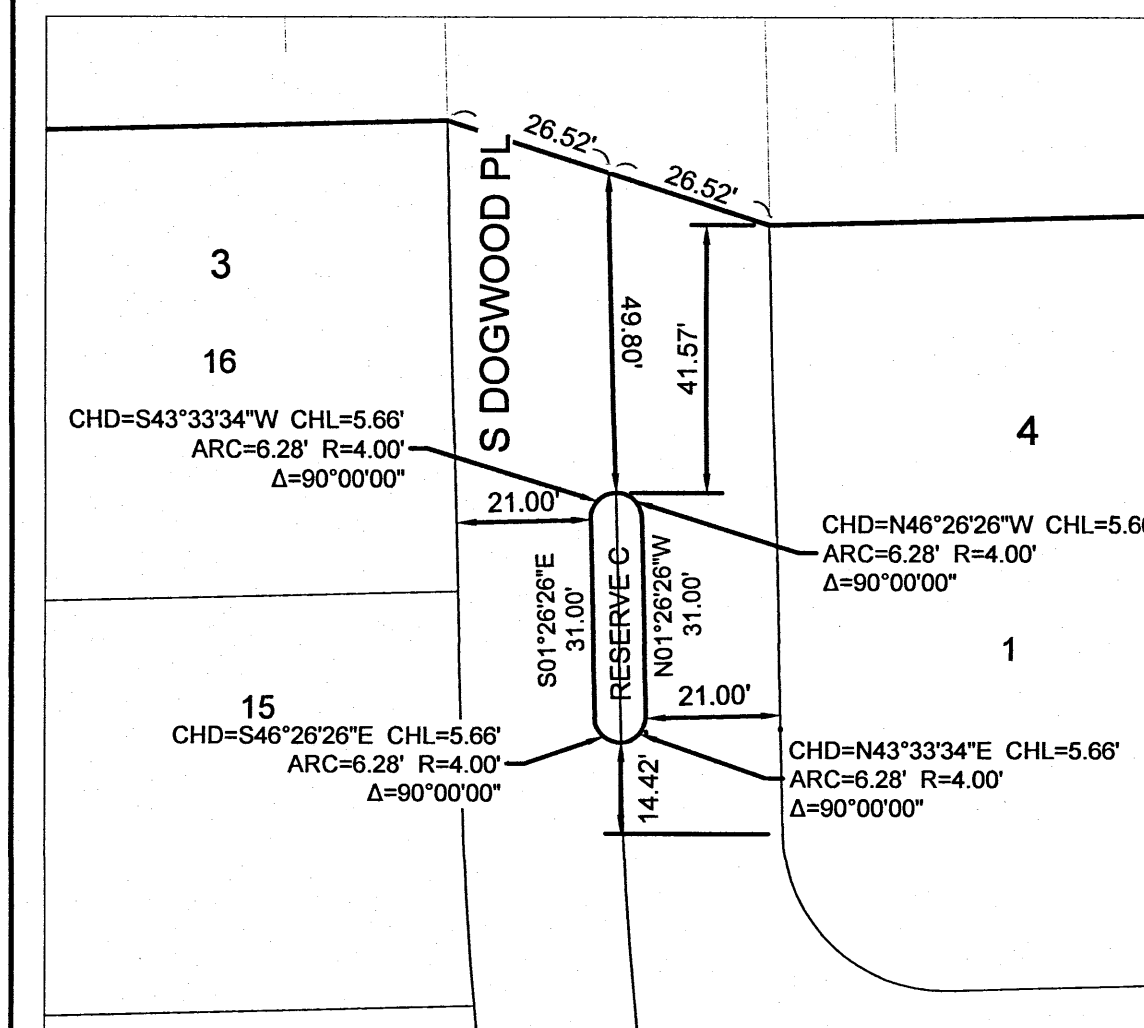 26.52'
26.52'
S DOGWOOD PL
3
49.80'
41.57'
16
CHD=S43°33'34"W CHL=5.66'
ARC=6.28' R=4.00'
Δ=90°00'00"
4
21.00'
CHD=N46°26'26"W CHL=5.66
ARC=6.28' R=4.00'
Δ=90°00'00"
S01°26'26"E
31.00'
RESERVE C
N01°26'26"W
31.00'
1
21.00'
15
CHD=S46°26'26"E CHL=5.66'
ARC=6.28' R=4.00'
Δ=90°00'00"
14.42'
CHD=N43°33'34"E CHL=5.66'
ARC=6.28' R=4.00'
Δ=90°00'00"